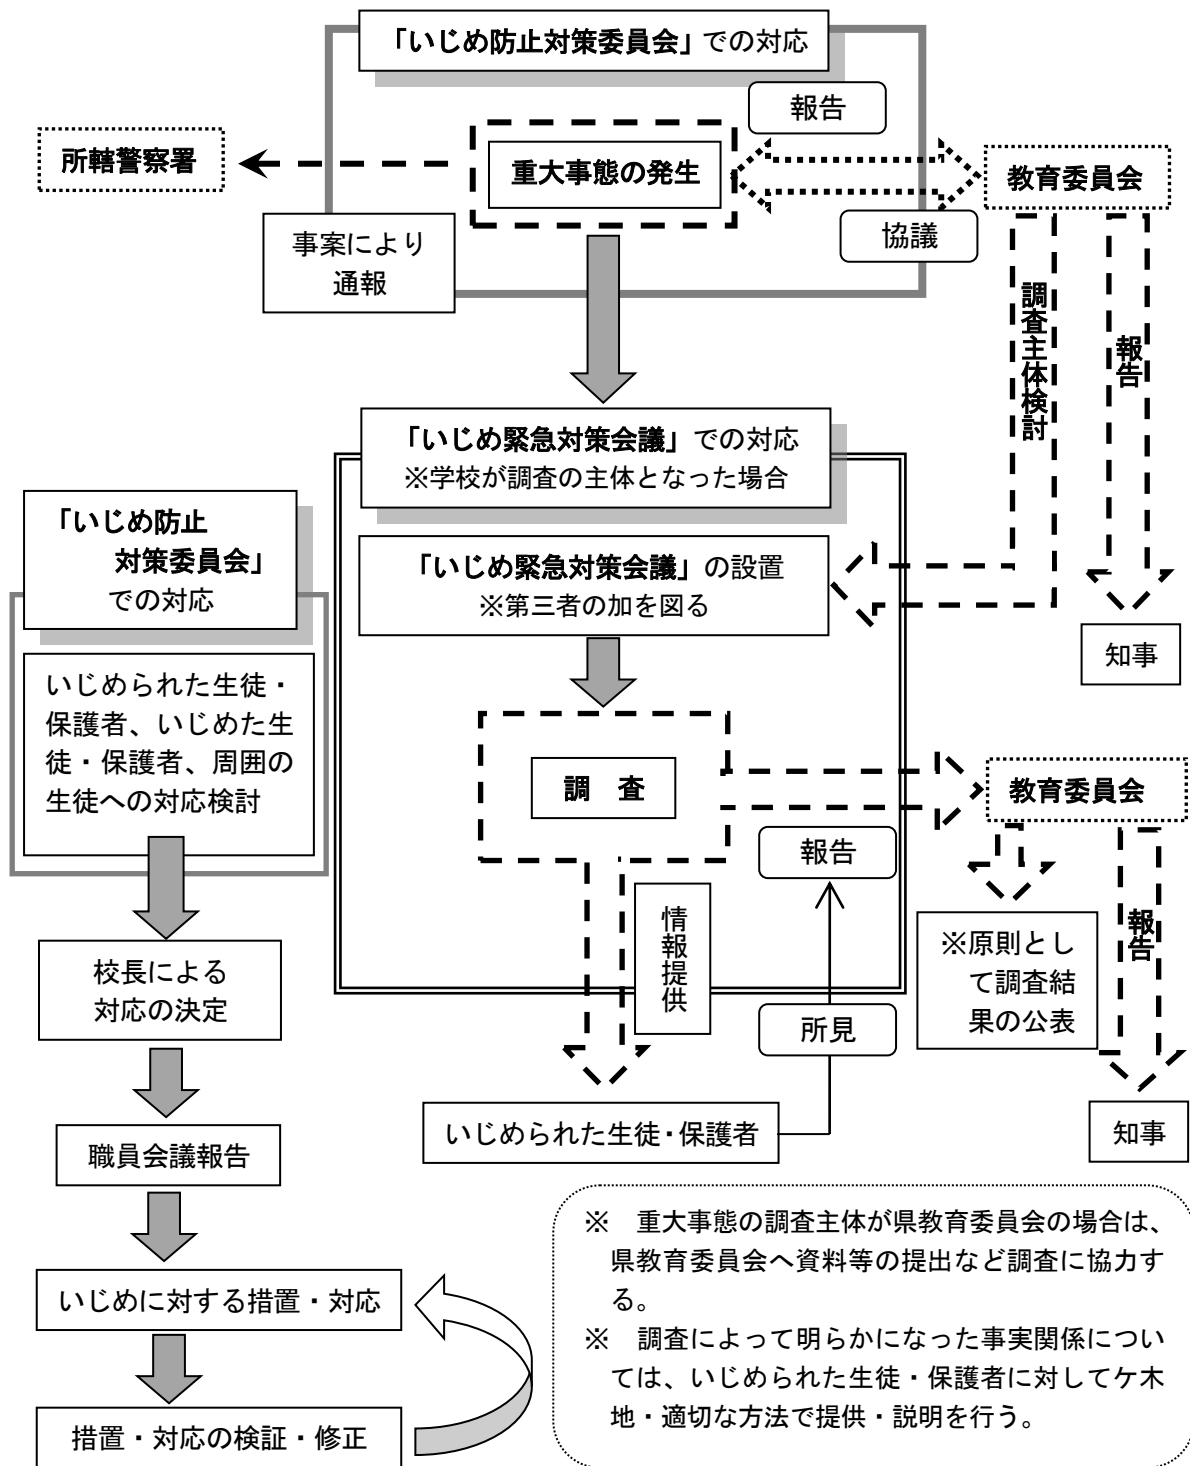 「いじめ防止対策委員会」での対応
報告
所轄警察署
重大事態の発生
教育委員会
事案により
通報
協議
調査主体検討
報告
「いじめ緊急対策会議」での対応
※学校が調査の主体となった場合
「いじめ防止
対策委員会」
での対応
「いじめ緊急対策会議」の設置
※第三者の加を図る
知事
いじめられた生徒・
保護者、いじめた生
徒・保護者、周囲の
生徒への対応検討
調　査
教育委員会
報告
情報提供
※原則とし
て調査結
果の公表
報告
校長による
対応の決定
所見
いじめられた生徒・保護者
知事
職員会議報告
※　重大事態の調査主体が県教育委員会の場合は、
県教育委員会へ資料等の提出など調査に協力す
る。
※　調査によって明らかになった事実関係につい
ては、いじめられた生徒・保護者に対してケ木
地・適切な方法で提供・説明を行う。
いじめに対する措置・対応
措置・対応の検証・修正